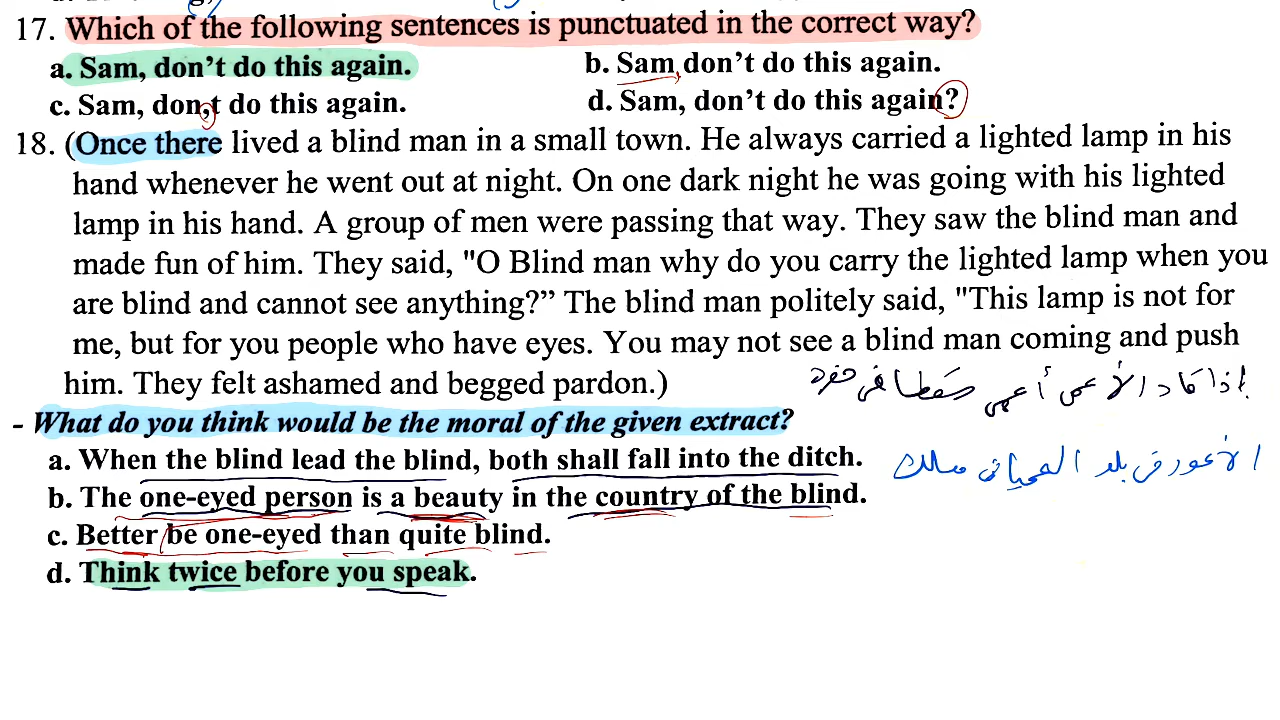 17. Which of the following sentences is punctuated in the correct way?
a. Sam, don’t do this again. b. Sam, don’t do this again.
c. Sam, don,t do this again. d. Sam, don’t do this again?
18. (Once there lived a blind man in a small town. He always carried a lighted lamp in his
hand whenever he went out at night. On one dark night he was going with his lighted
lamp in his hand. A group of men were passing that way. They saw the blind man and
made fun of him. They said, "O Blind man why do you carry the lighted lamp when you
are blind and cannot see anything?” The blind man politely said, "This lamp is not for
me, but for you people who have eyes. You may not see a blind man coming and push
him. They felt ashamed and begged pardon.)
الأعمى أعمى في
- What do you think would be the moral of the given extract?
a. When the blind lead the blind, both shall fall into the ditch.
الأعور في بلد العميان ملك
b. The one-eyed person is a beauty in the country of the blind.
c. Better be one-eyed than quite blind.
d. Think twice before you speak.